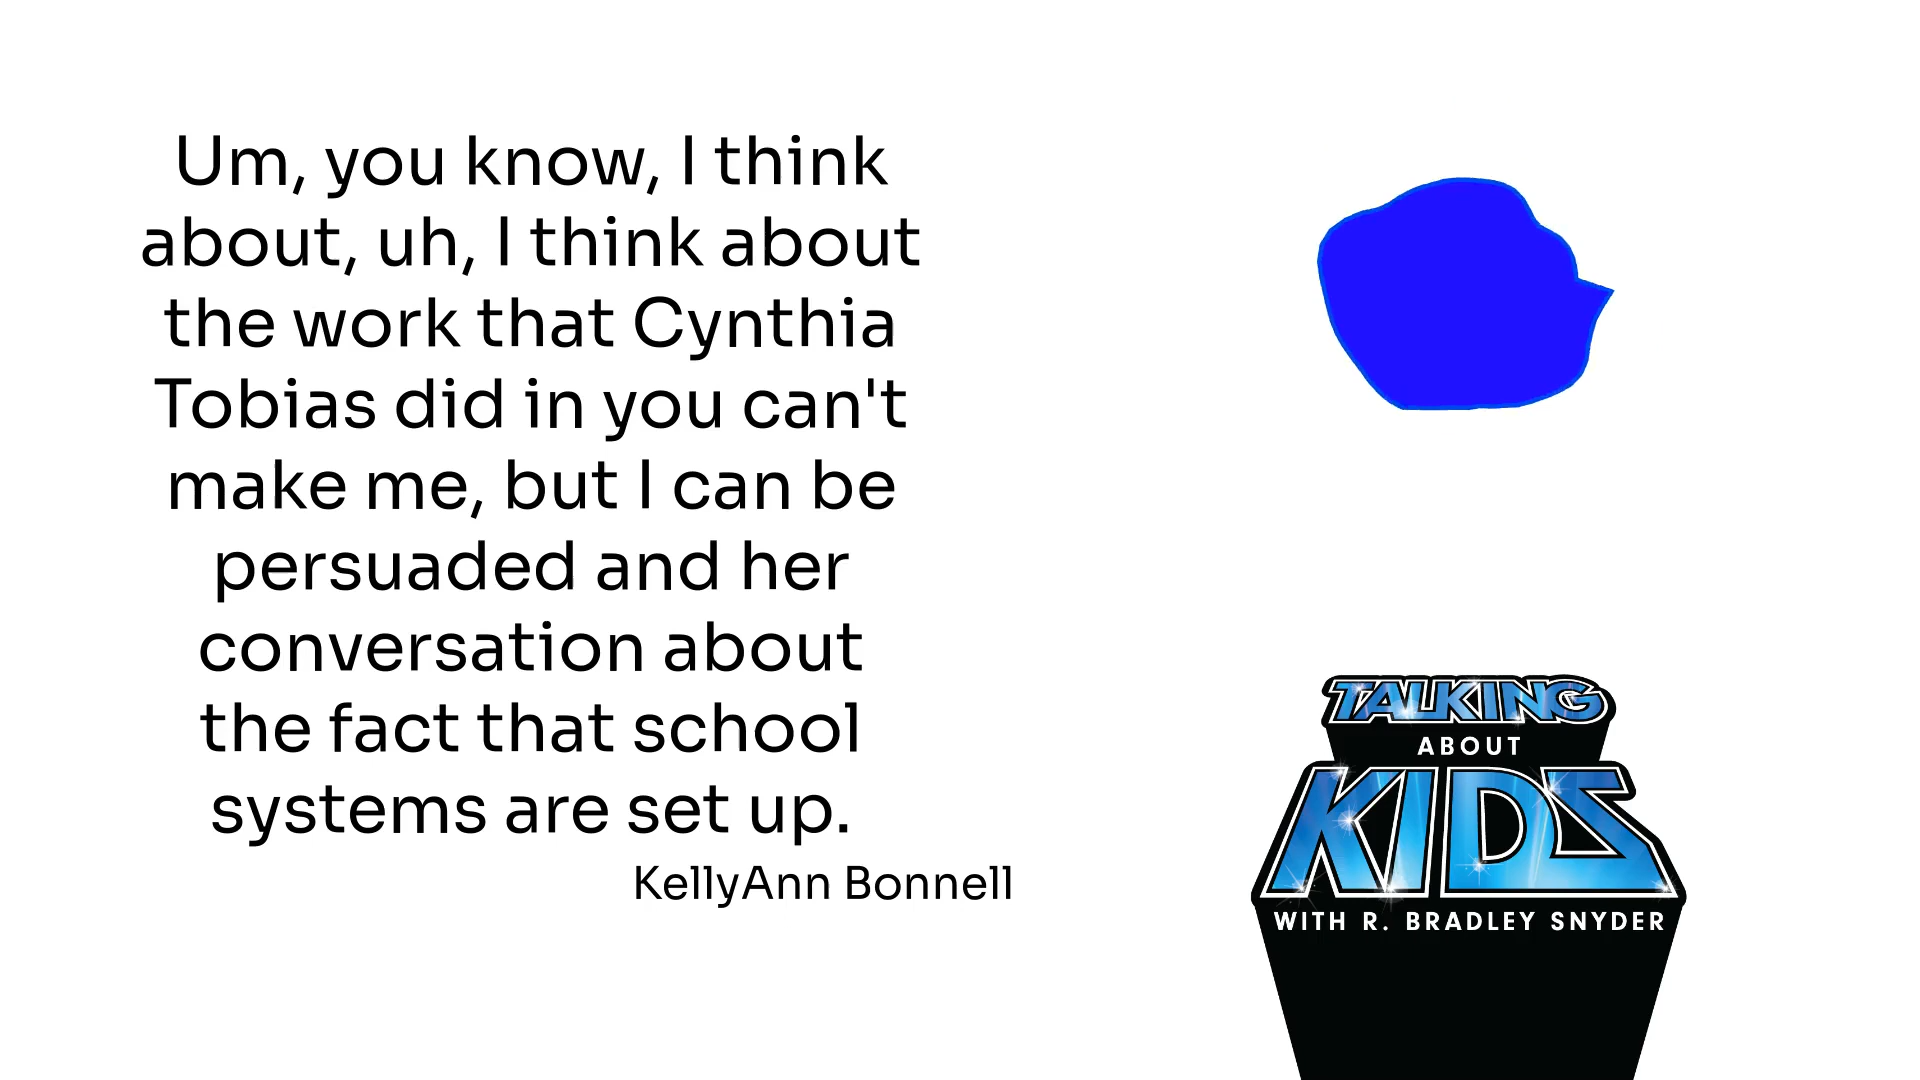 Um, you know, I think
about, uh, I think about
the work that Cynthia
Tobias did in you can't
make me, but I can be
persuaded and her
conversation about
the fact that school
systems are set up.
KellyAnn Bonnell
TALKING
ABOUT
KIDS
WITH R. BRADLEY SNYDER